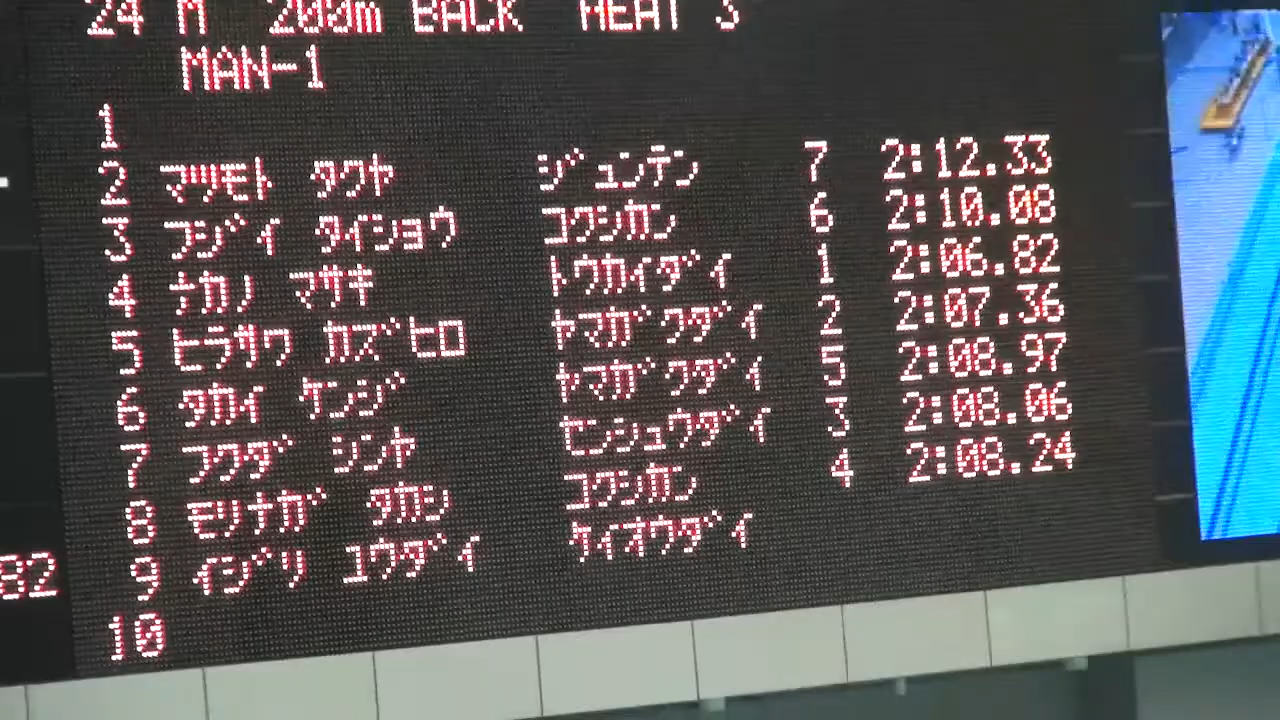 24 M 200m BACK HEAT 3
MAN-1
1
2 マツモト タクヤ ジュンテン 7 2:12.33
3 フジイ タイショウ コクシカン 6 2:10.08
4 ナカノ マサキ トウカイダイ 1 2:06.82
5 ヒラサワ カズヒロ ヤマガクダイ 2 2:07.36
6 タカイ ケンジ ヤマガクダイ 5 2:08.97
7 フクダ シンヤ センシュウダイ 3 2:08.06
8 モリナガ タカシ コクシカン 4 2:08.24
82 9 イジリ ユウダイ ケイオウダイ
10